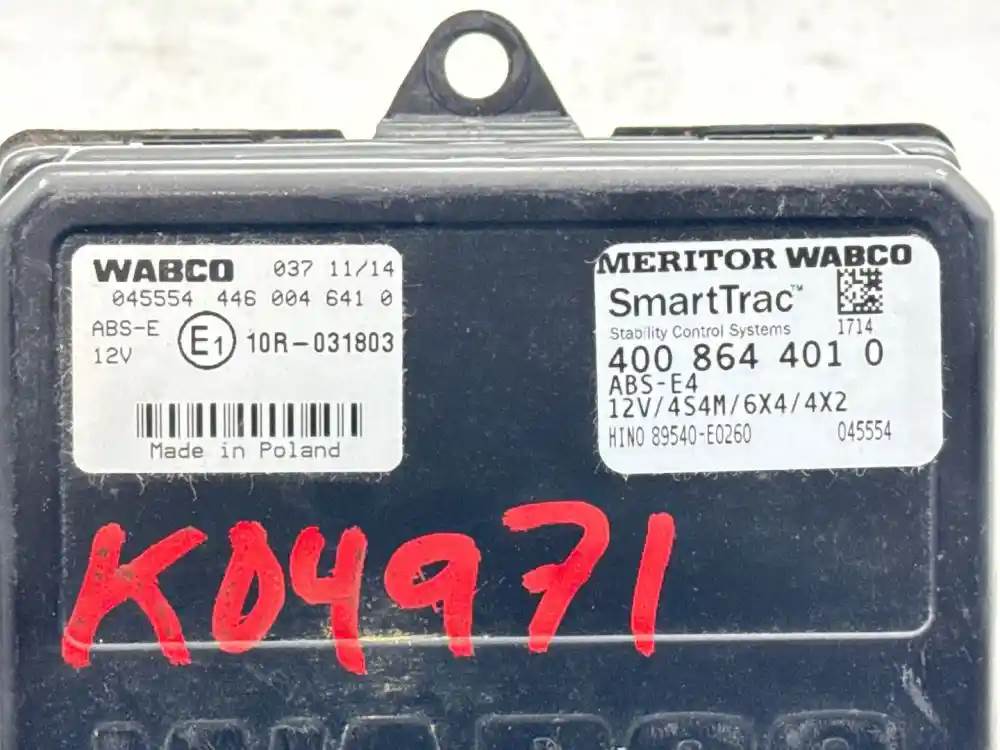 WABCO 037 11/14
045554 446 004 641 0
ABS-E
12V
E1 10R-031803
Made in Poland
MERITOR WABCO
SmartTrac™
Stability Control Systems 1714
400 864 401 0
ABS-E4
12V/4S4M/6X4/4X2
HINO 89540-E0260 045554
K04971
WABCO